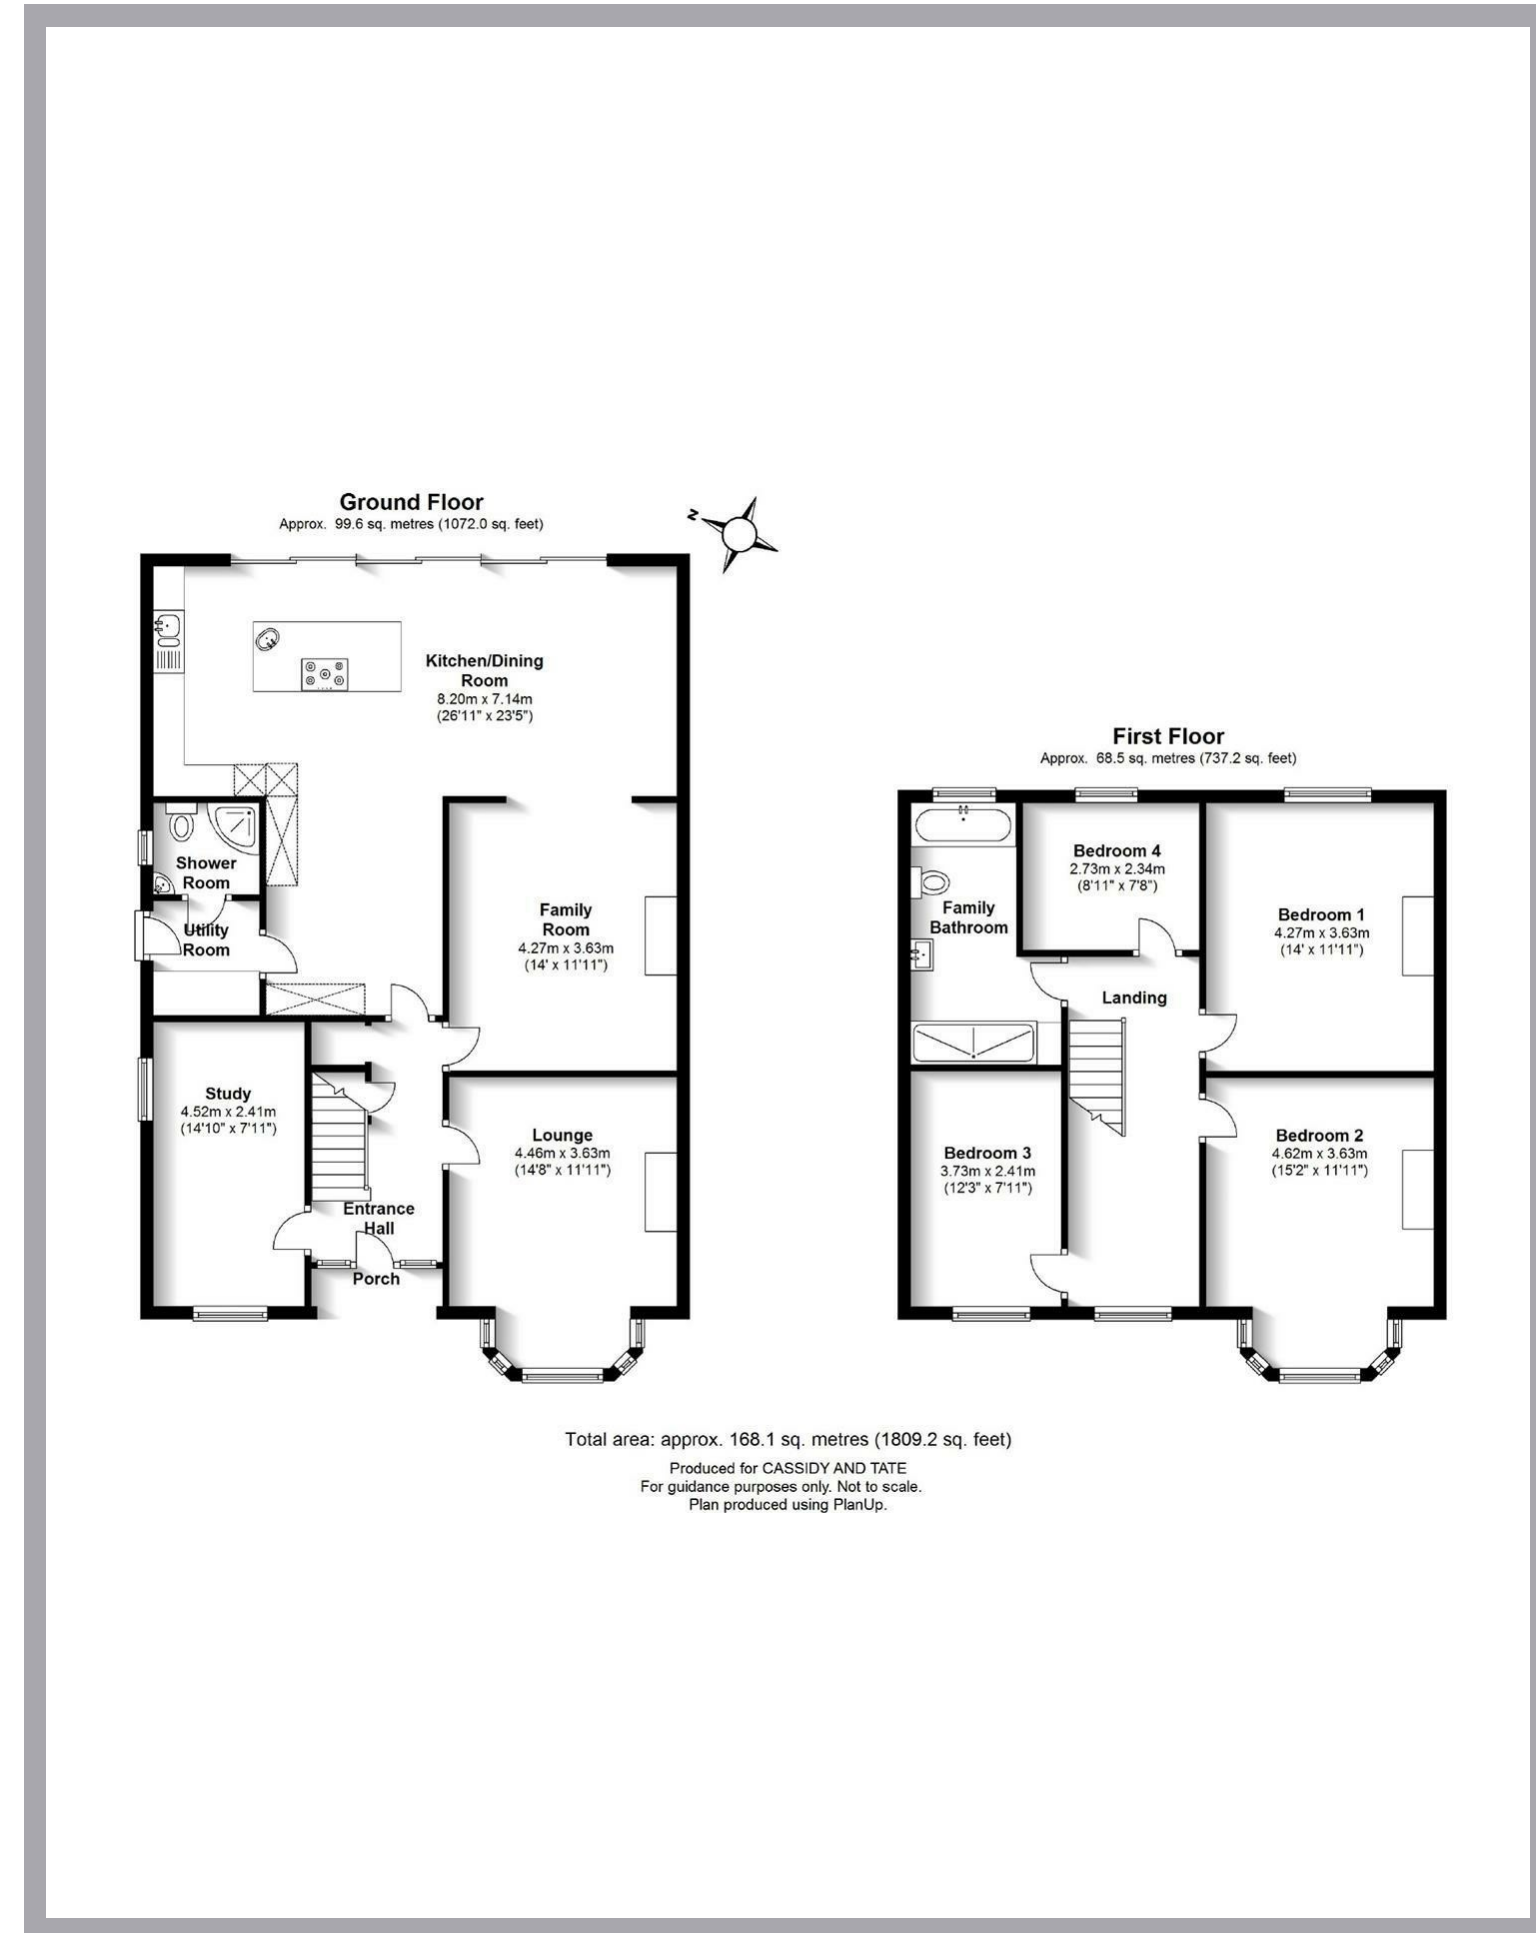 Ground Floor
Approx. 99.6 sq. metres (1072.0 sq. feet)
N
Kitchen/Dining
Room
8.20m x 7.14m
(26'11" x 23'5")
Shower
Room
Utility
Room
Family
Room
4.27m x 3.63m
(14' x 11'11")
Study
4.52m x 2.41m
(14'10" x 7'11")
Lounge
4.46m x 3.63m
(14'8" x 11'11")
Entrance
Hall
Porch
First Floor
Approx. 68.5 sq. metres (737.2 sq. feet)
Bedroom 4
2.73m x 2.34m
(8'11" x 7'8")
Family
Bathroom
Bedroom 1
4.27m x 3.63m
(14' x 11'11")
Landing
Bedroom 3
3.73m x 2.41m
(12'3" x 7'11")
Bedroom 2
4.62m x 3.63m
(15'2" x 11'11")
Total area: approx. 168.1 sq. metres (1809.2 sq. feet)
Produced for CASSIDY AND TATE
For guidance purposes only. Not to scale.
Plan produced using PlanUp.